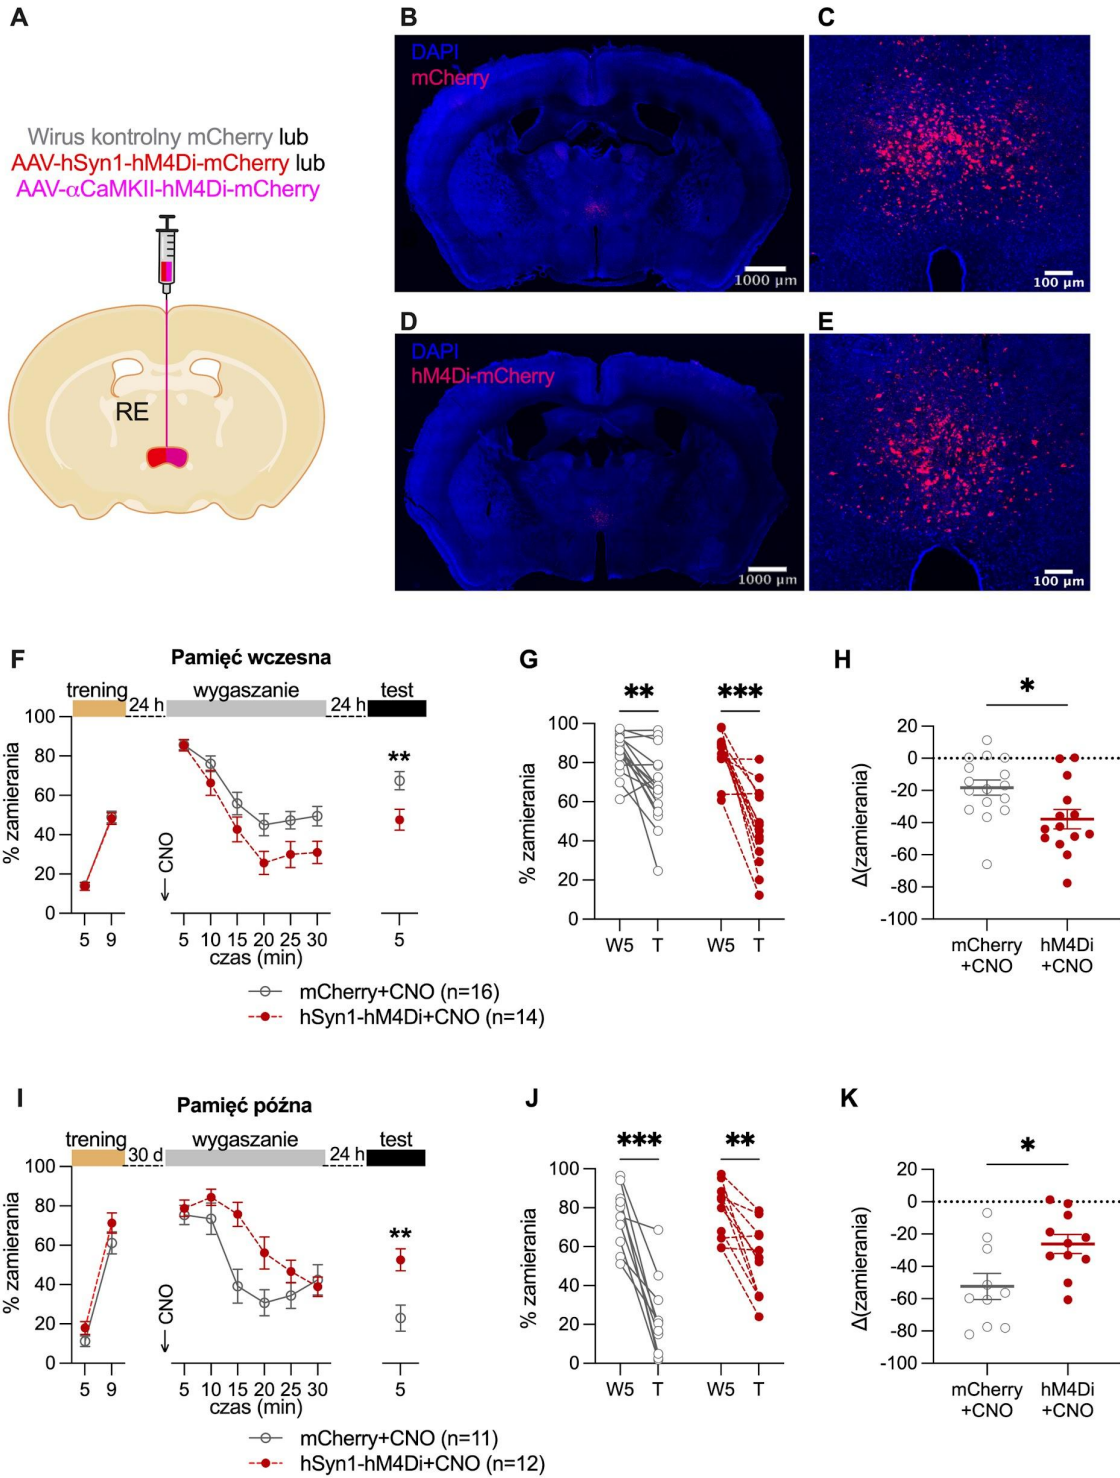 A
Wirus kontrolny mCherry lub
AAV-hSyn1-hM4Di-mCherry lub
AAV-αCaMKII-hM4Di-mCherry
RE
B
DAPI
mCherry
1000 µm
C
100 µm
D
DAPI
hM4Di-mCherry
1000 µm
E
100 µm
F
Pamięć wczesna
trening
24 h
wygaszanie
24 h
test
% zamierania
100
80
60
40
20
0
CNO
**
5 9
5 10 15 20 25 30
5
czas (min)
mCherry+CNO (n=16)
hSyn1-hM4Di+CNO (n=14)
G
** ***
% zamierania
100
80
60
40
20
0
W5 T W5 T
H
*
Δ(zamierania)
20
0
-20
-40
-60
-80
-100
mCherry
+CNO
hM4Di
+CNO
I
Pamięć późna
trening
30 d
wygaszanie
24 h
test
% zamierania
100
80
60
40
20
0
CNO
**
5 9
5 10 15 20 25 30
5
czas (min)
mCherry+CNO (n=11)
hSyn1-hM4Di+CNO (n=12)
J
*** **
% zamierania
100
80
60
40
20
0
W5 T W5 T
K
*
Δ(zamierania)
20
0
-20
-40
-60
-80
-100
mCherry
+CNO
hM4Di
+CNO